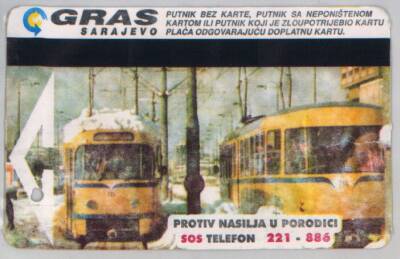 GRAS
SARAJEVO
PUTNIK BEZ KARTE, PUTNIK SA NEPONIŠTENOM
KARTOM ILI PUTNIK KOJI JE ZLOUPOTRIJEBIO KARTU
PLAĆA ODGOVARAJUĆU DOPLATNU KARTU.
PROTIV NASILJA U PORODICI
SOS TELEFON 221 - 886